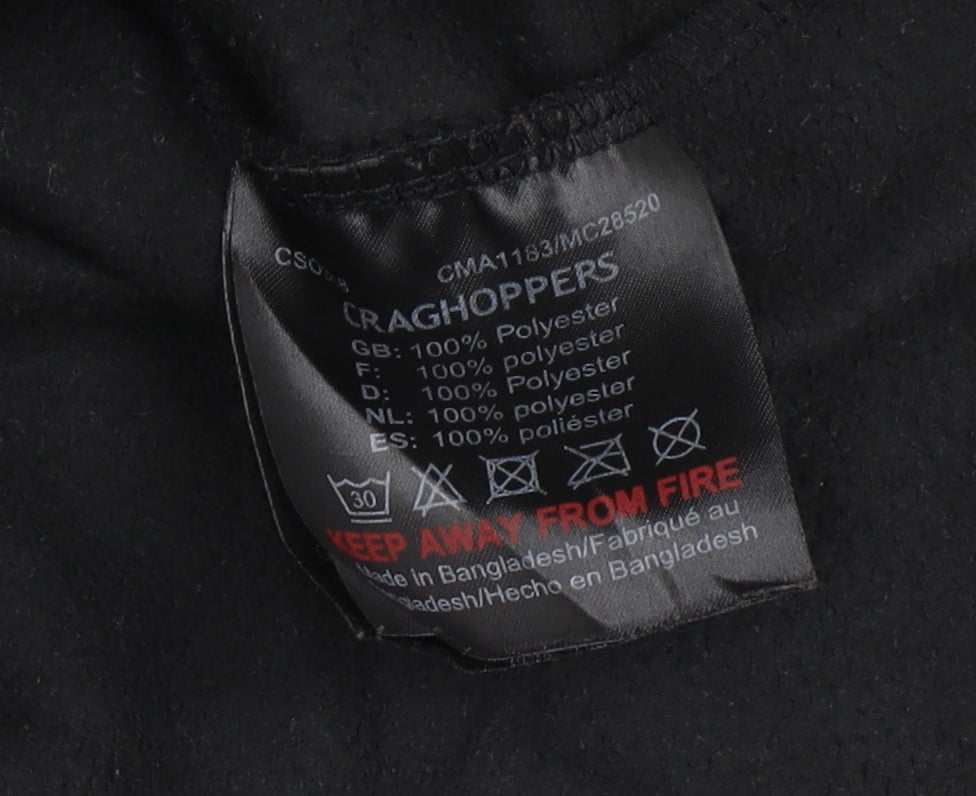 CMA1183/MC28520
CRAGHOPPERS
GB: 100% Polyester
F: 100% polyester
D: 100% Polyester
NL: 100% polyester
ES: 100% poliéster
30
KEEP AWAY FROM FIRE
Made in Bangladesh/Fabriqué au
Bangladesh/Hecho en Bangladesh